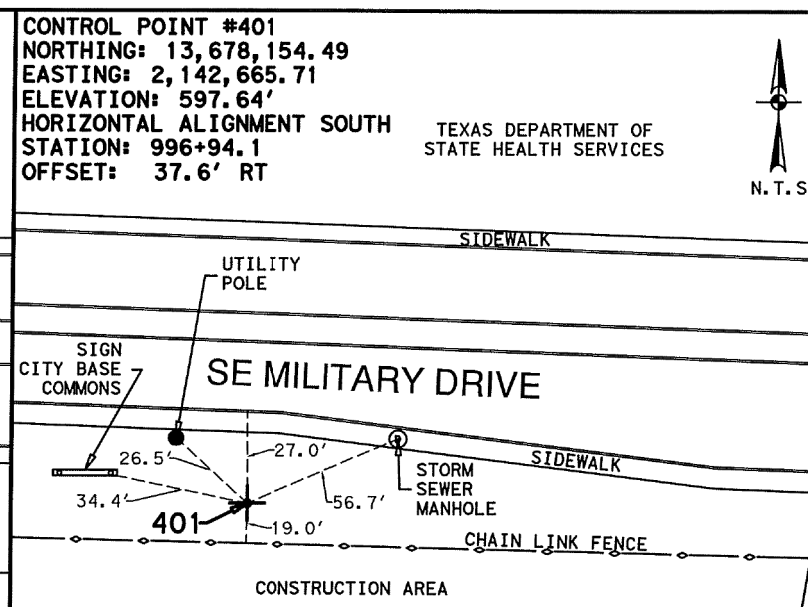 CONTROL POINT #401
NORTHING: 13,678,154.49
EASTING: 2,142,665.71
ELEVATION: 597.64'
HORIZONTAL ALIGNMENT SOUTH
STATION: 996+94.1
OFFSET: 37.6' RT
TEXAS DEPARTMENT OF
STATE HEALTH SERVICES
N.T.S
SIDEWALK
UTILITY
POLE
SIGN
CITY BASE
COMMONS
SE MILITARY DRIVE
26.5'
27.0'
SIDEWALK
34.4'
56.7'
STORM
SEWER
MANHOLE
401
19.0'
CHAIN LINK FENCE
CONSTRUCTION AREA